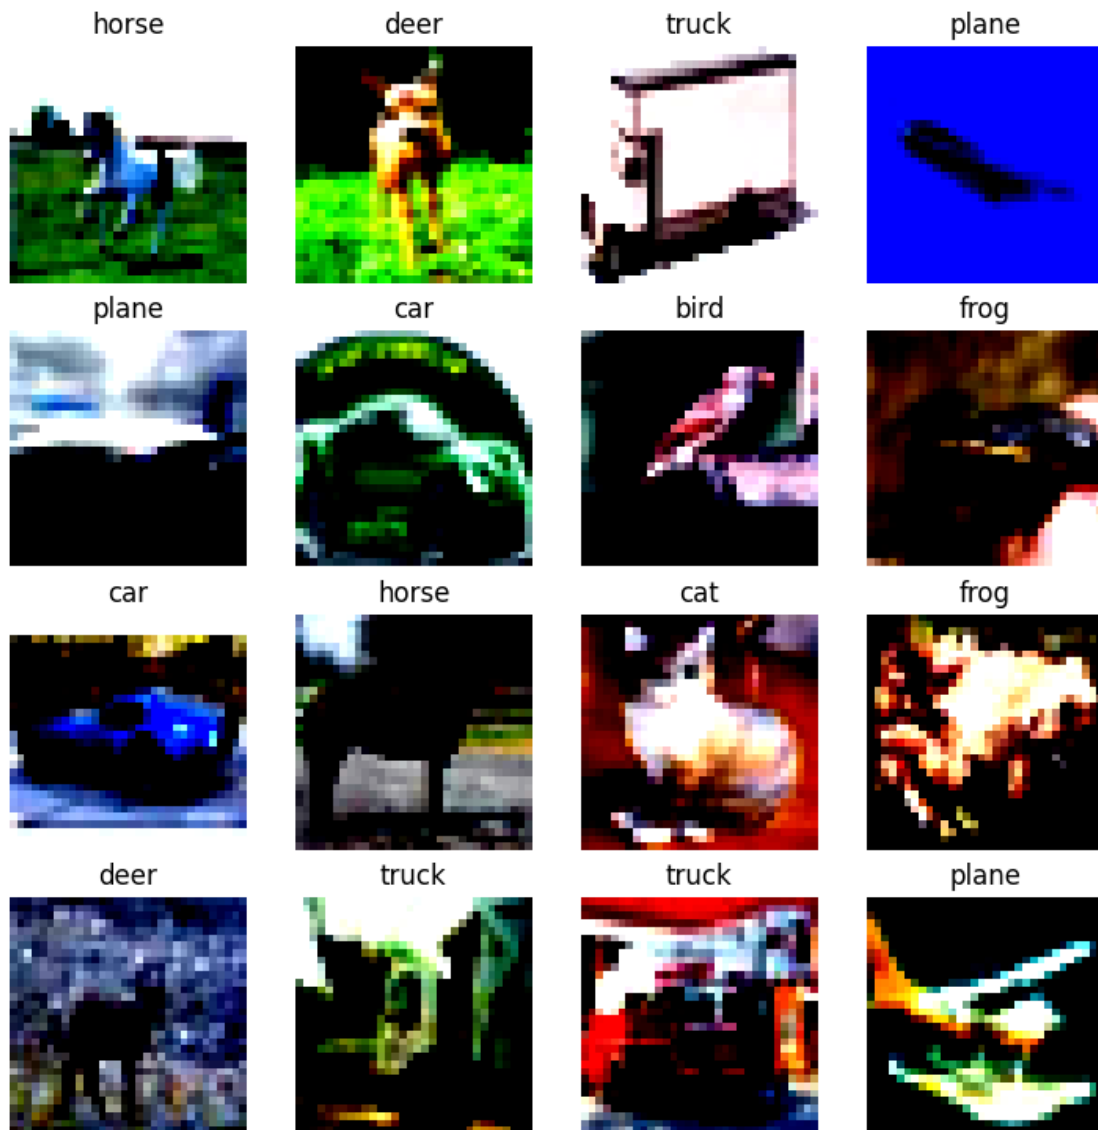 horse deer truck plane
plane car bird frog
car horse cat frog
deer truck truck plane